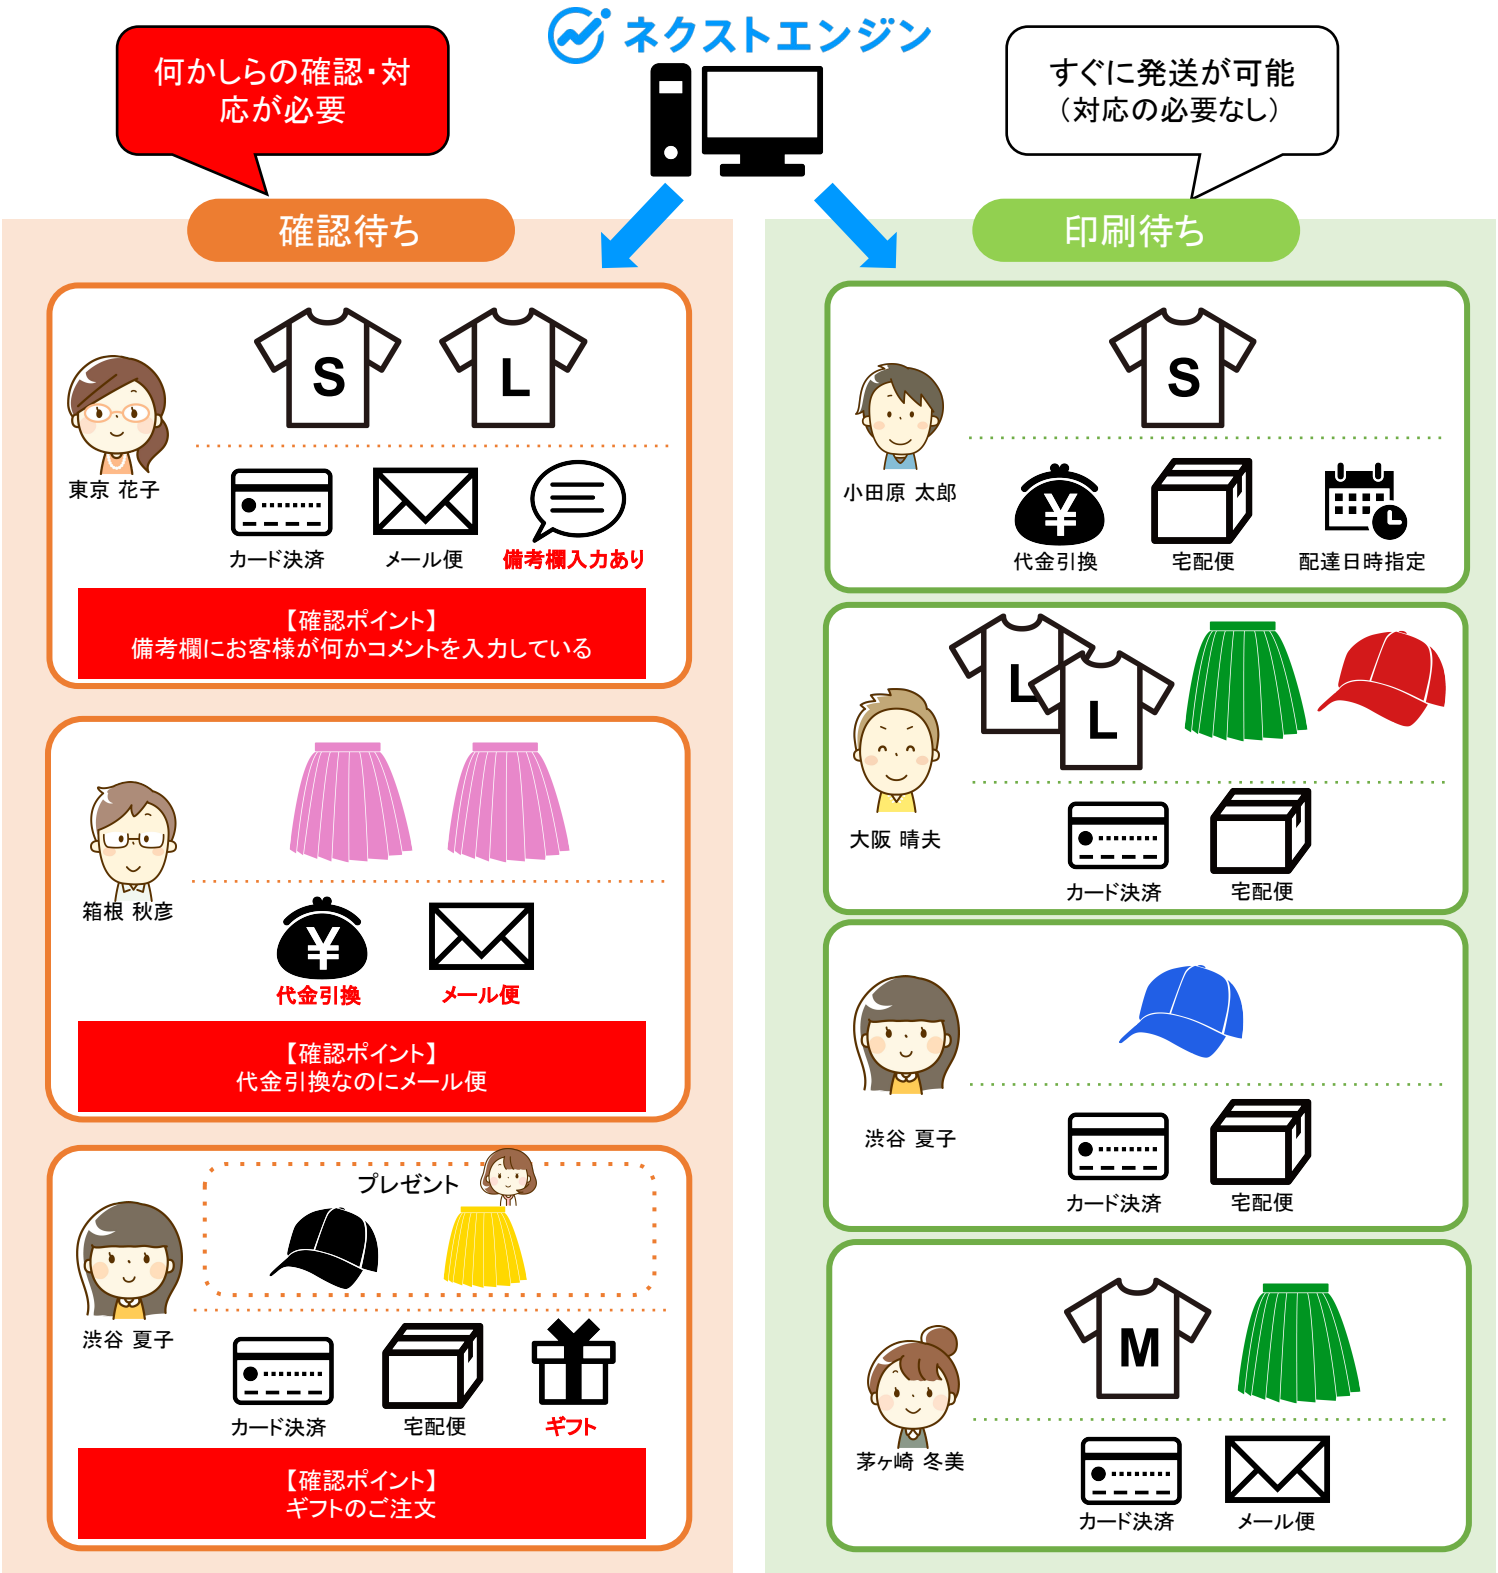 ネクストエンジン
何かしらの確認・対
応が必要
すぐに発送が可能
（対応の必要なし）
確認待ち
S
L
東京 花子
カード決済
メール便
備考欄入力あり
【確認ポイント】
備考欄にお客様が何かコメントを入力している
箱根 秋彦
¥
代金引換
メール便
【確認ポイント】
代金引換なのにメール便
プレゼント
渋谷 夏子
カード決済
宅配便
ギフト
【確認ポイント】
ギフトのご注文
印刷待ち
S
小田原 太郎
¥
代金引換
宅配便
配達日時指定
L
L
大阪 晴夫
カード決済
宅配便
渋谷 夏子
カード決済
宅配便
M
茅ヶ崎 冬美
カード決済
メール便